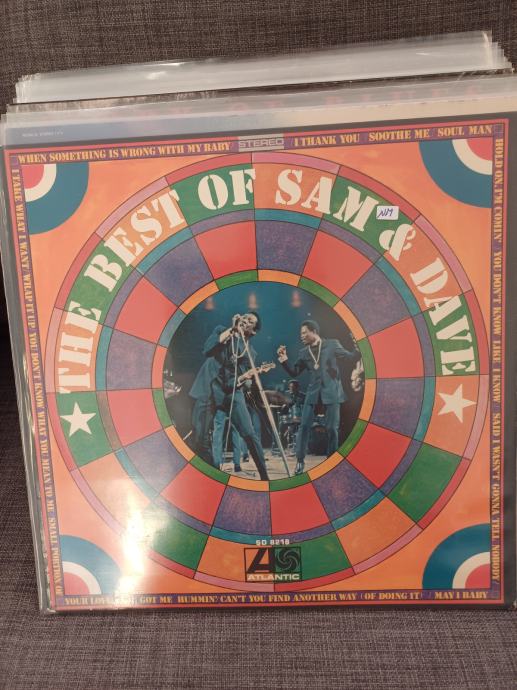 STEREO
WHEN SOMETHING IS WRONG WITH MY BABY / I THANK YOU / SOOTHE ME / SOUL MAN
HOLD ON, I'M COMIN' YOU DON'T KNOW LIKE I KNOW / SAID I WASN'T GONNA TELL NOBODY /
I TAKE WHAT I WANT / WRAP IT UP / YOU DON'T KNOW WHAT YOU MEAN TO ME / SMALL PORTION OF
THE BEST OF SAM & DAVE
NM
SD 8218
ATLANTIC
YOUR LOVE GOT ME HUMMIN' / CAN'T YOU FIND ANOTHER WAY (OF DOING IT) / MAY I BABY